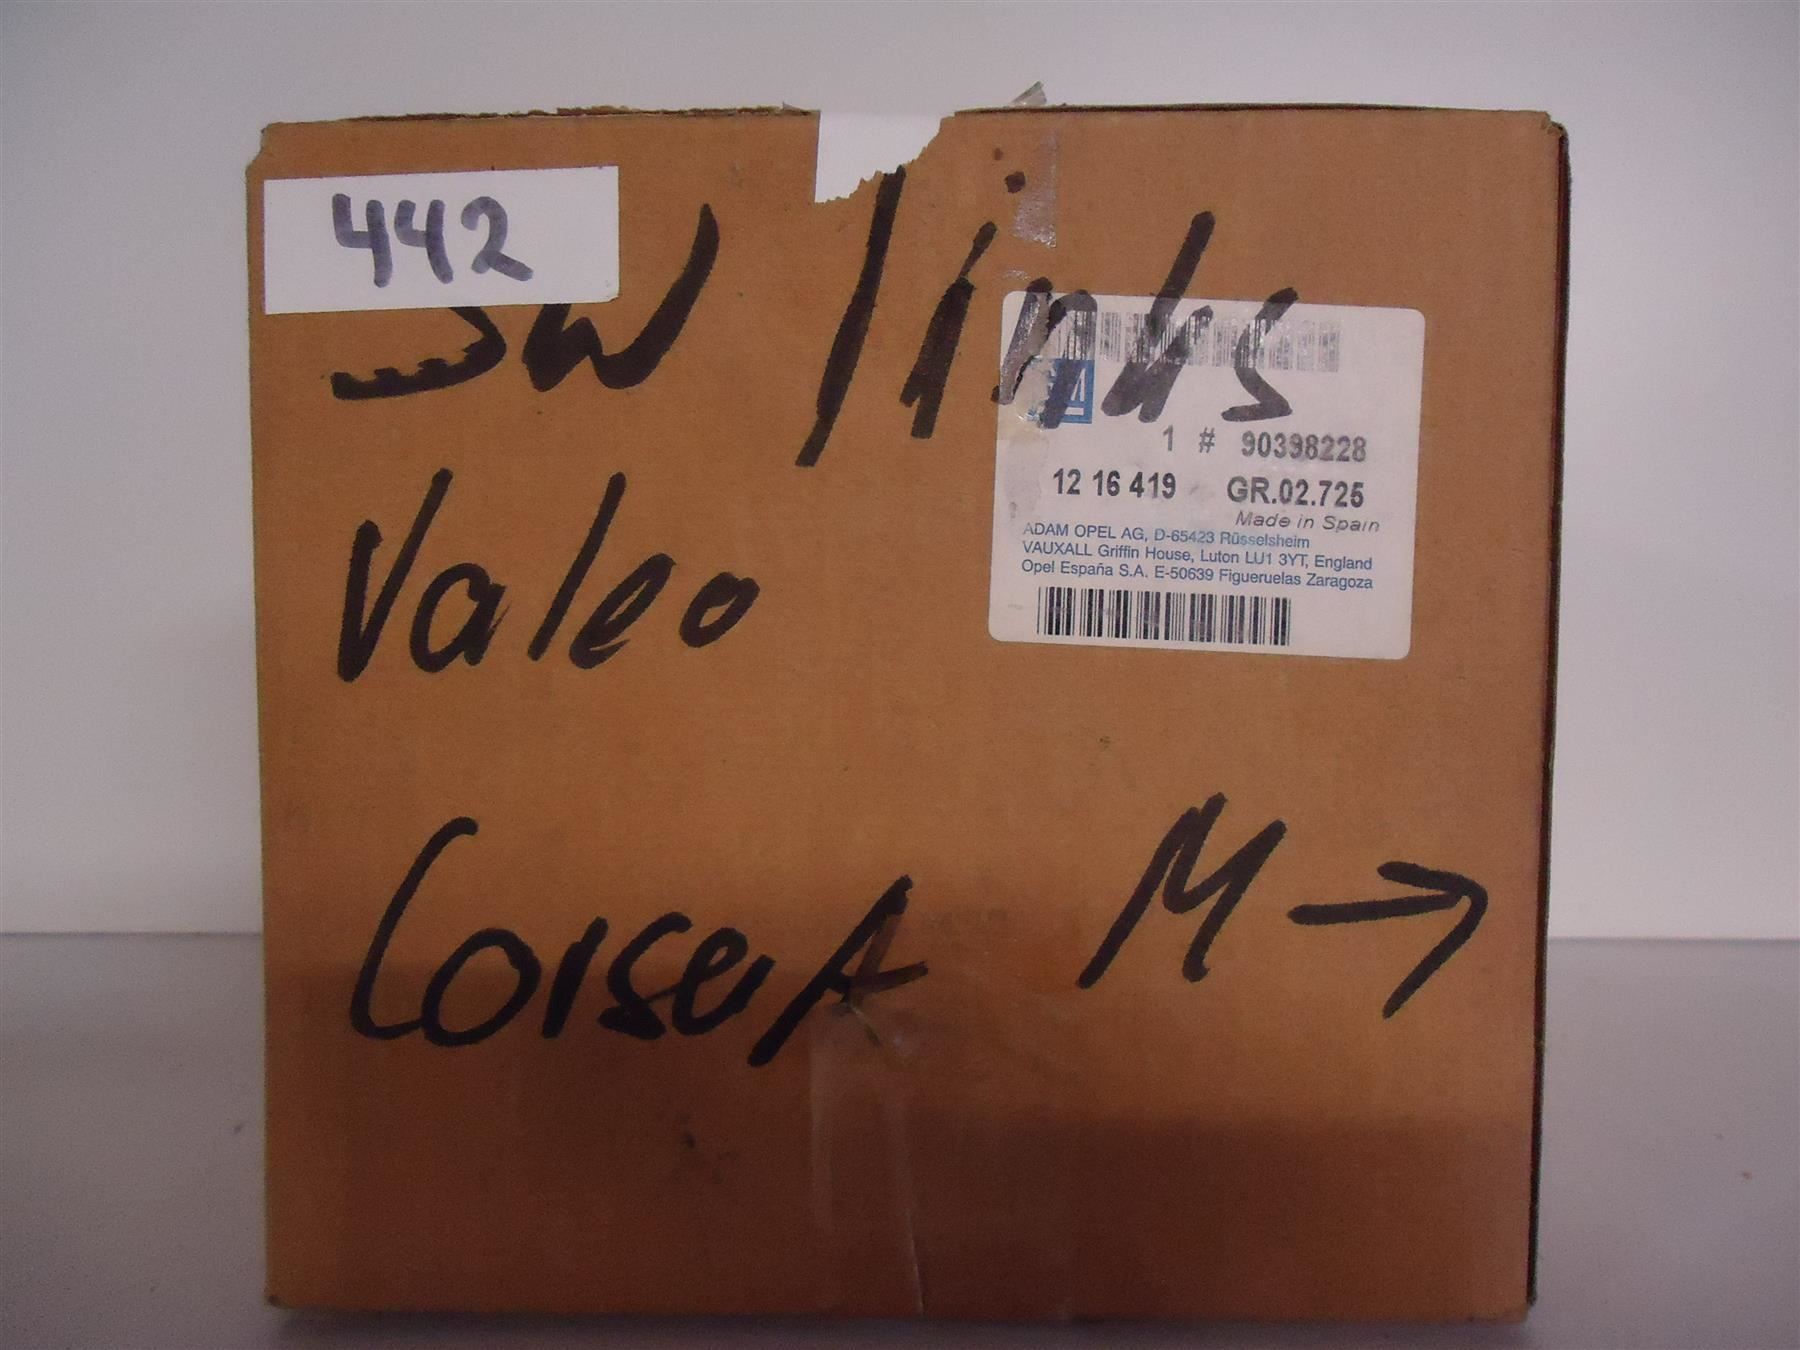 442
SW links
1 # 90398228
12 16 419 GR.02.725
Made in Spain
ADAM OPEL AG, D-65423 Rüsselsheim
VAUXALL Griffin House, Luton LU1 3YT, England
Opel España S.A. E-50639 Figueruelas Zaragoza
Valeo
Corsa A M →